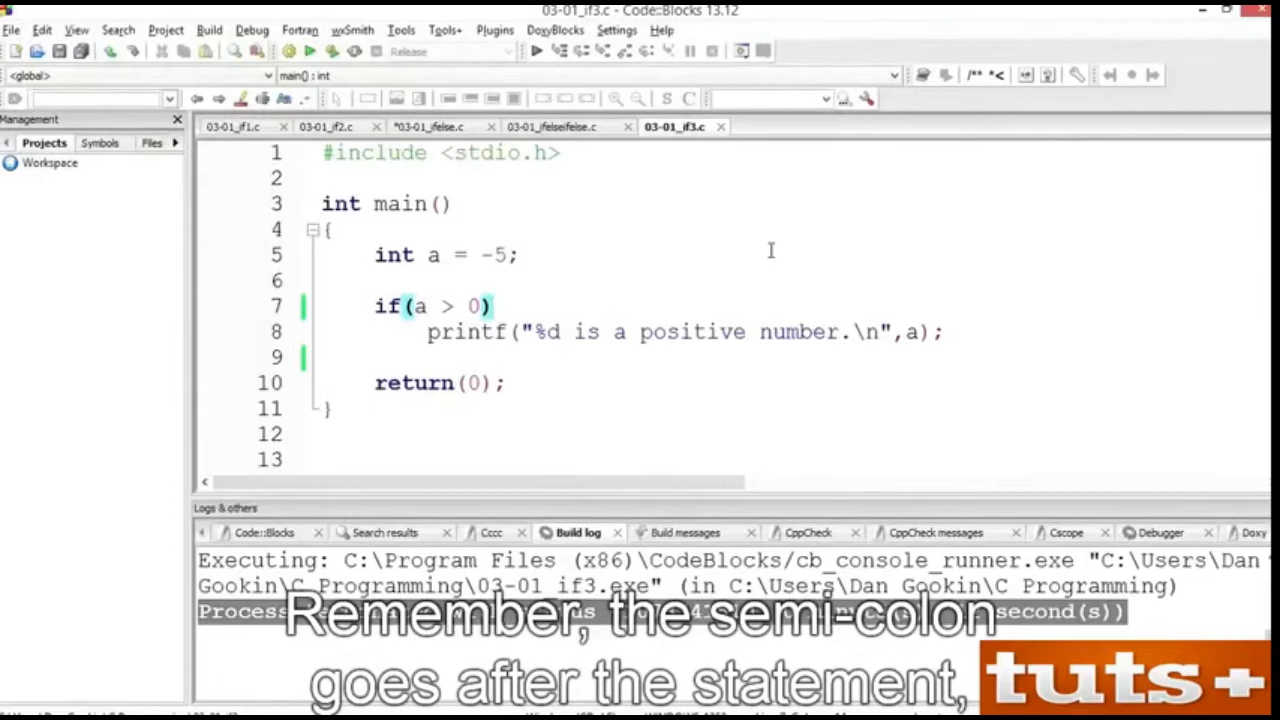 03-01_if3.c - Code::Blocks 13.12
File Edit View Search Project Build Debug Fortran wxSmith Tools Tools+ Plugins DoxyBlocks Settings Help
Release
<global> main() : int
/** *<
S C
Management
Projects Symbols Files
Workspace
03-01_if1.c 03-01_if2.c *03-01_ifelse.c 03-01_ifelseifelse.c 03-01_if3.c
1 #include <stdio.h>
2
3 int main()
4 {
5 int a = -5;
6
7 if(a > 0)
8 printf("%d is a positive number.\n",a);
9
10 return(0);
11 }
12
13
Logs & others
Code::Blocks Search results Cccc Build log Build messages CppCheck CppCheck messages Cscope Debugger Doxy
Executing: C:\Program Files (x86)\CodeBlocks/cb_console_runner.exe "C:\Users\Dan
Gookin\C Programming\03-01_if3.exe" (in C:\Users\Dan Gookin\C Programming)
Process second(s))
Remember, the semi-colon
goes after the statement,
tuts+